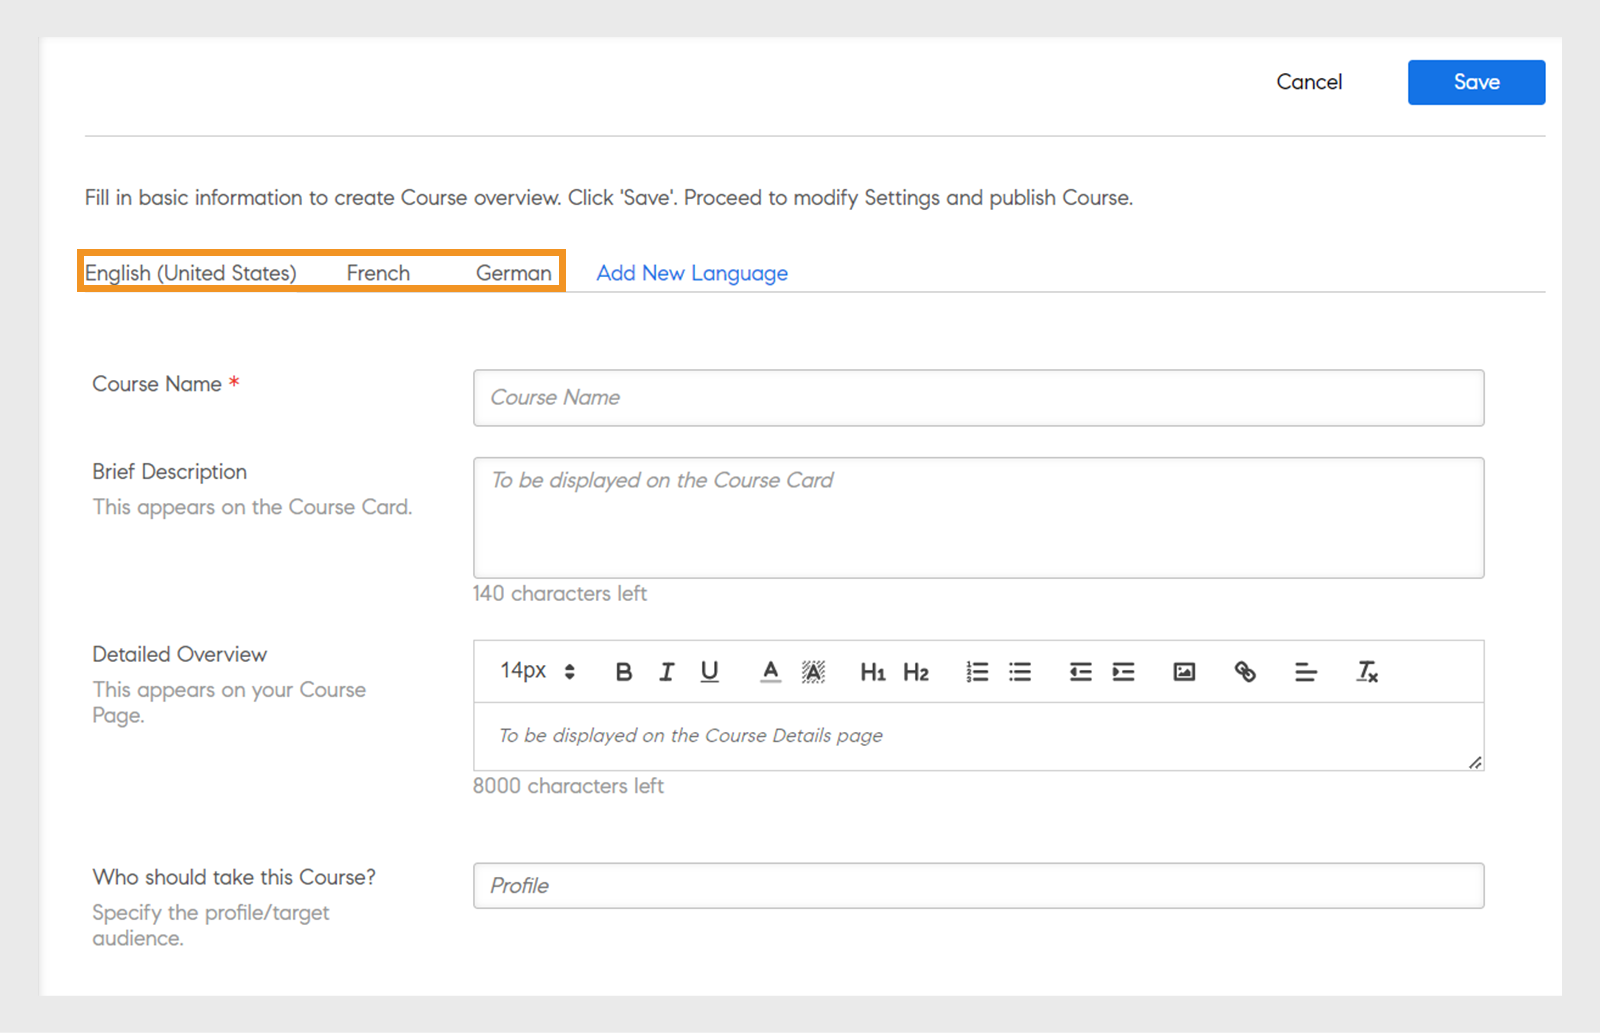 Cancel Save
Fill in basic information to create Course overview. Click 'Save'. Proceed to modify Settings and publish Course.
English (United States) French German Add New Language
Course Name *
Course Name
Brief Description
This appears on the Course Card.
To be displayed on the Course Card
140 characters left
Detailed Overview
This appears on your Course
Page.
14px B I U A A H1 H2
To be displayed on the Course Details page
8000 characters left
Who should take this Course?
Specify the profile/target
audience.
Profile